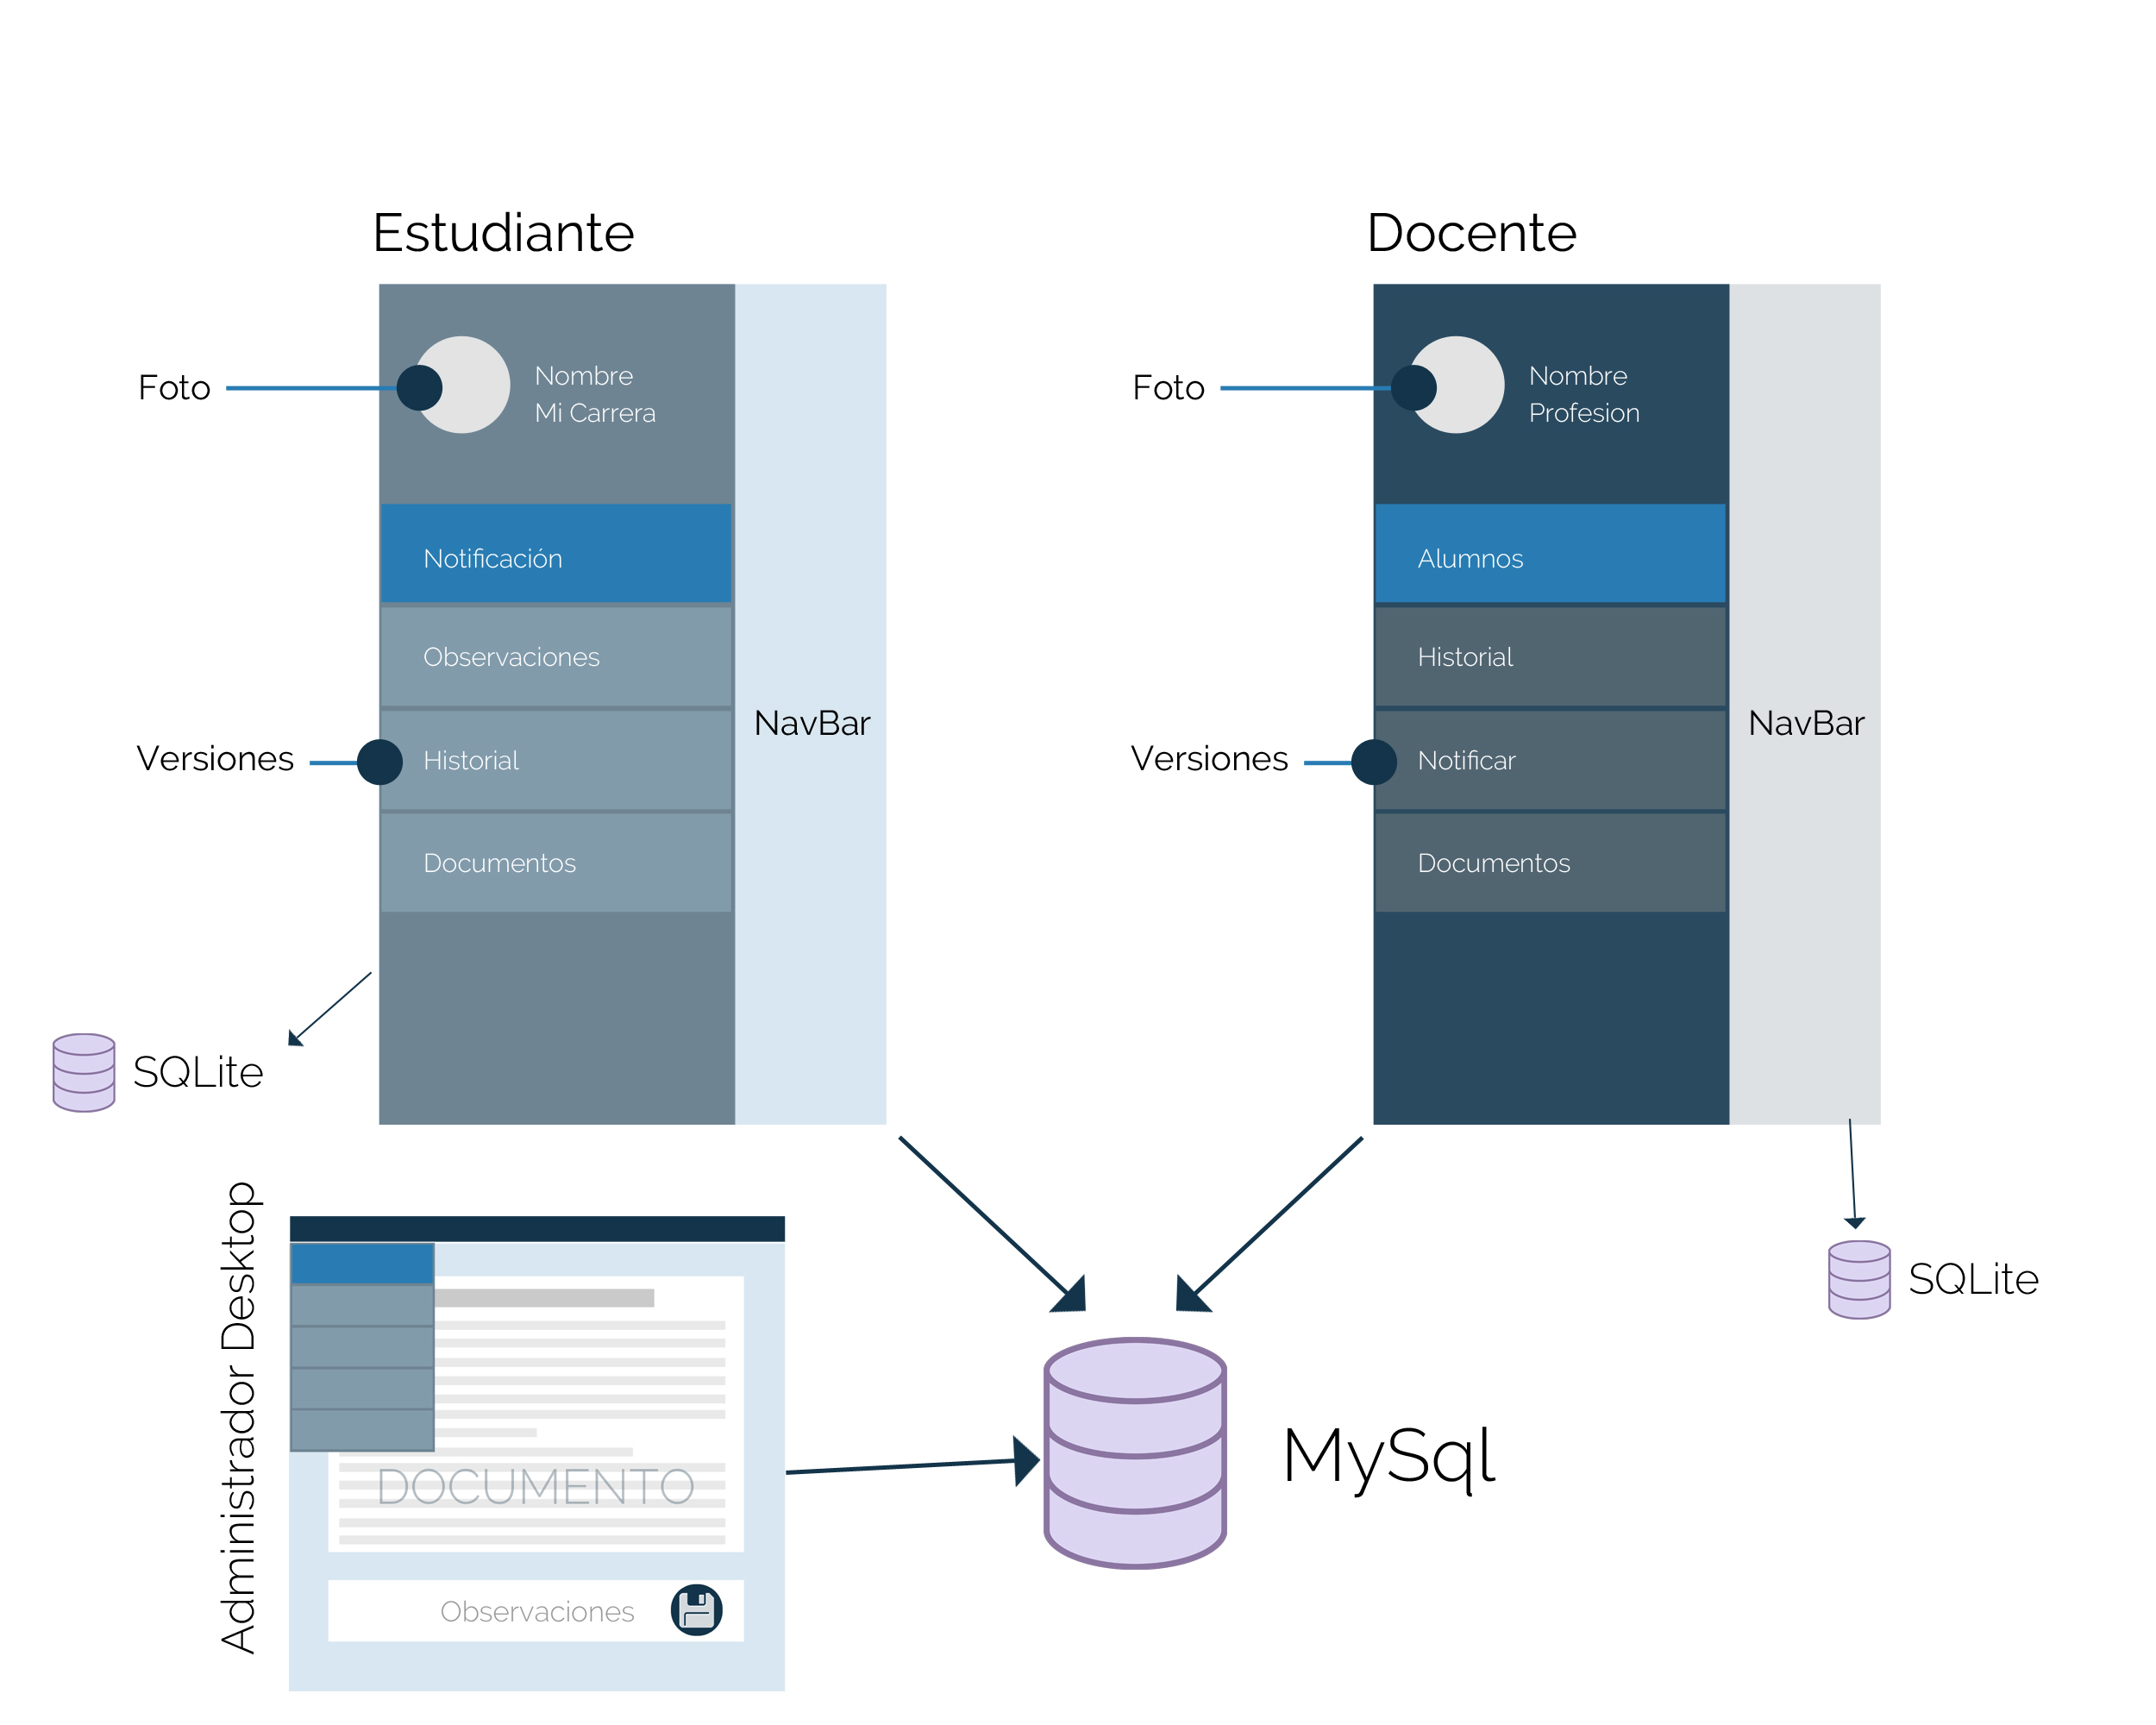 Estudiante
Foto
Nombre
Mi Carrera
Notificación
Observaciones
Versiones
Historial
Documentos
NavBar
SQLite
Docente
Foto
Nombre
Profesion
Alumnos
Historial
Versiones
Notificar
Documentos
NavBar
SQLite
Administrador Desktop
DOCUMENTO
Observaciones
MySql